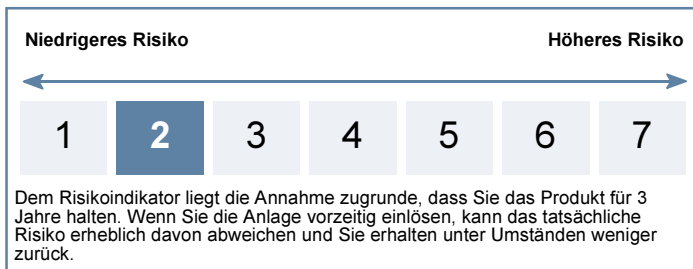 Niedrigeres Risiko Höheres Risiko
1 2 3 4 5 6 7
Dem Risikoindikator liegt die Annahme zugrunde, dass Sie das Produkt für 3
Jahre halten. Wenn Sie die Anlage vorzeitig einlösen, kann das tatsächliche
Risiko erheblich davon abweichen und Sie erhalten unter Umständen weniger
zurück.